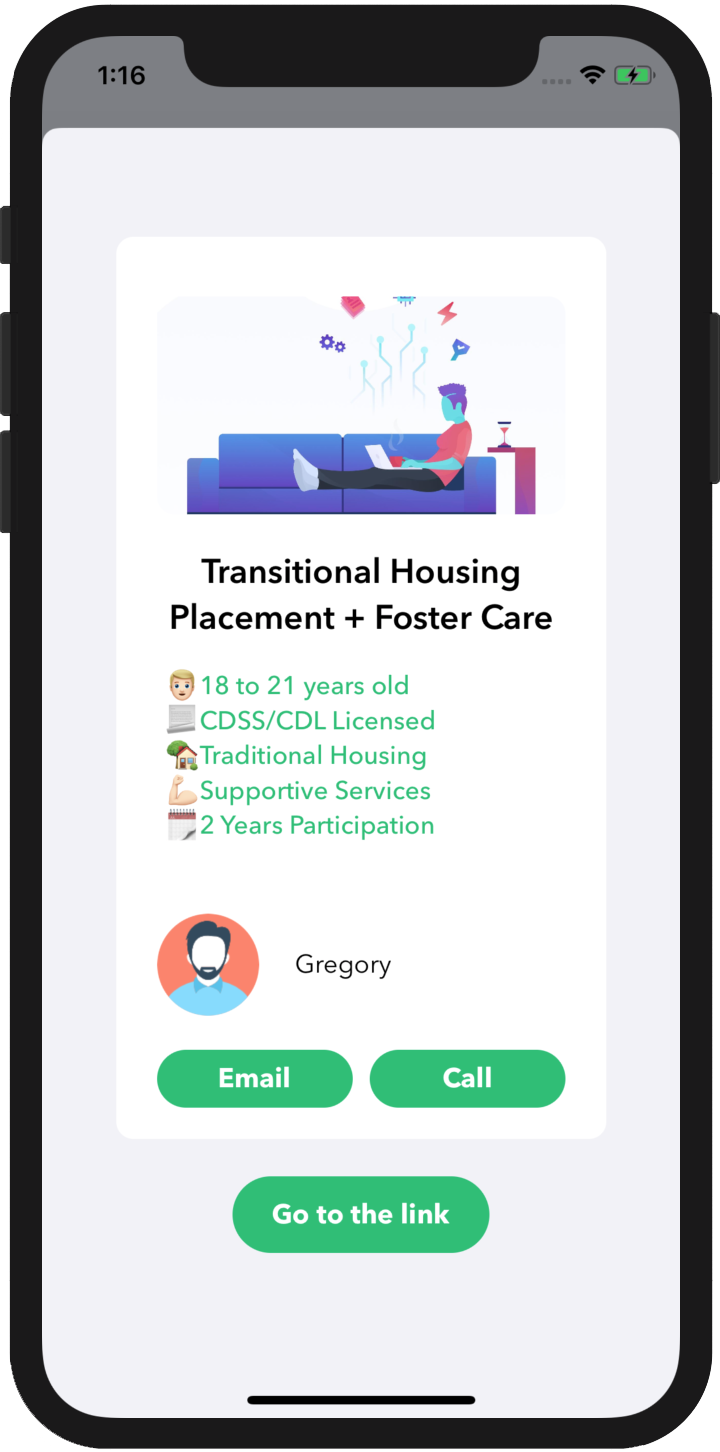 1:16
Transitional Housing
Placement + Foster Care
18 to 21 years old
CDSS/CDL Licensed
Traditional Housing
Supportive Services
2 Years Participation
Gregory
Email Call
Go to the link